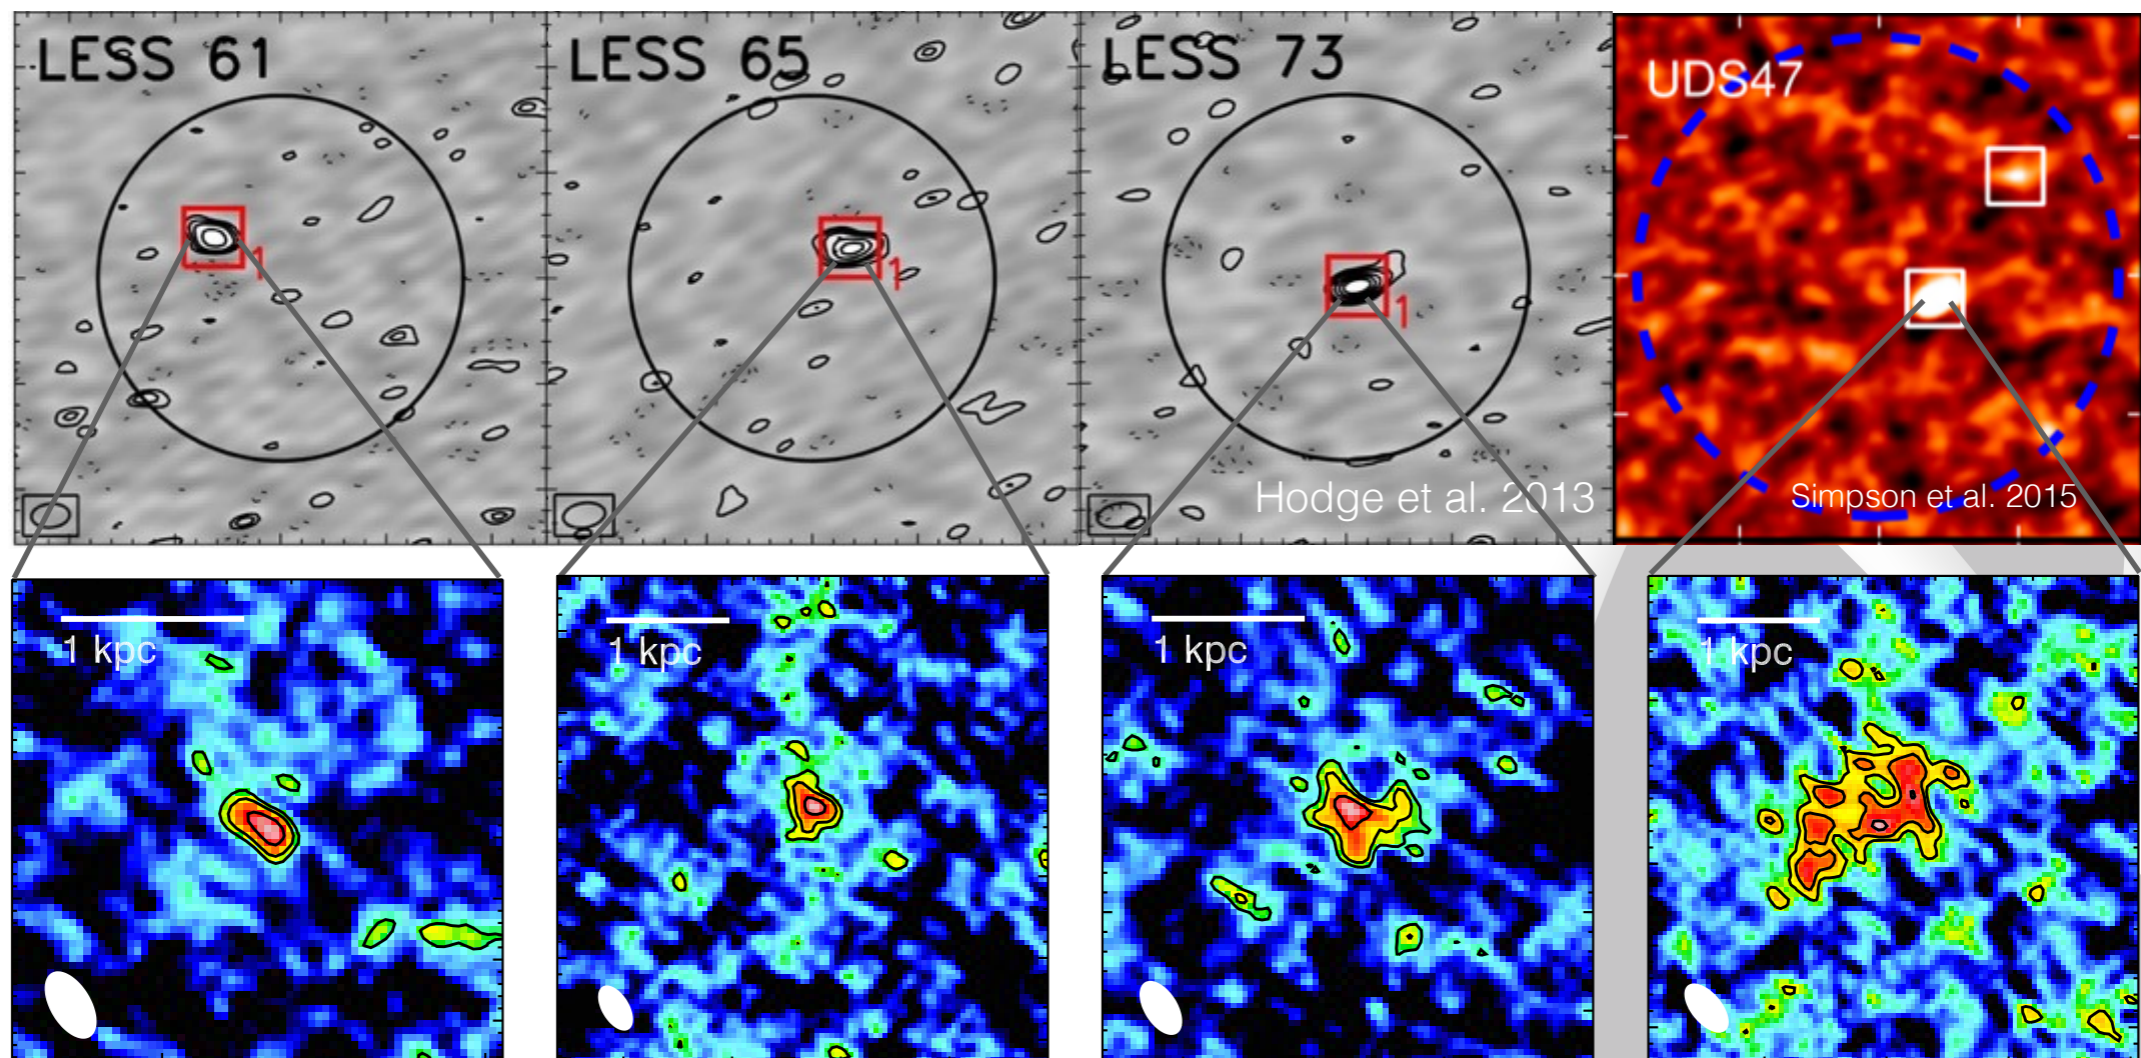 LESS 61
LESS 65
LESS 73
UDS47
1
1
1
Hodge et al. 2013
Simpson et al. 2015
1 kpc
1 kpc
1 kpc
1 kpc